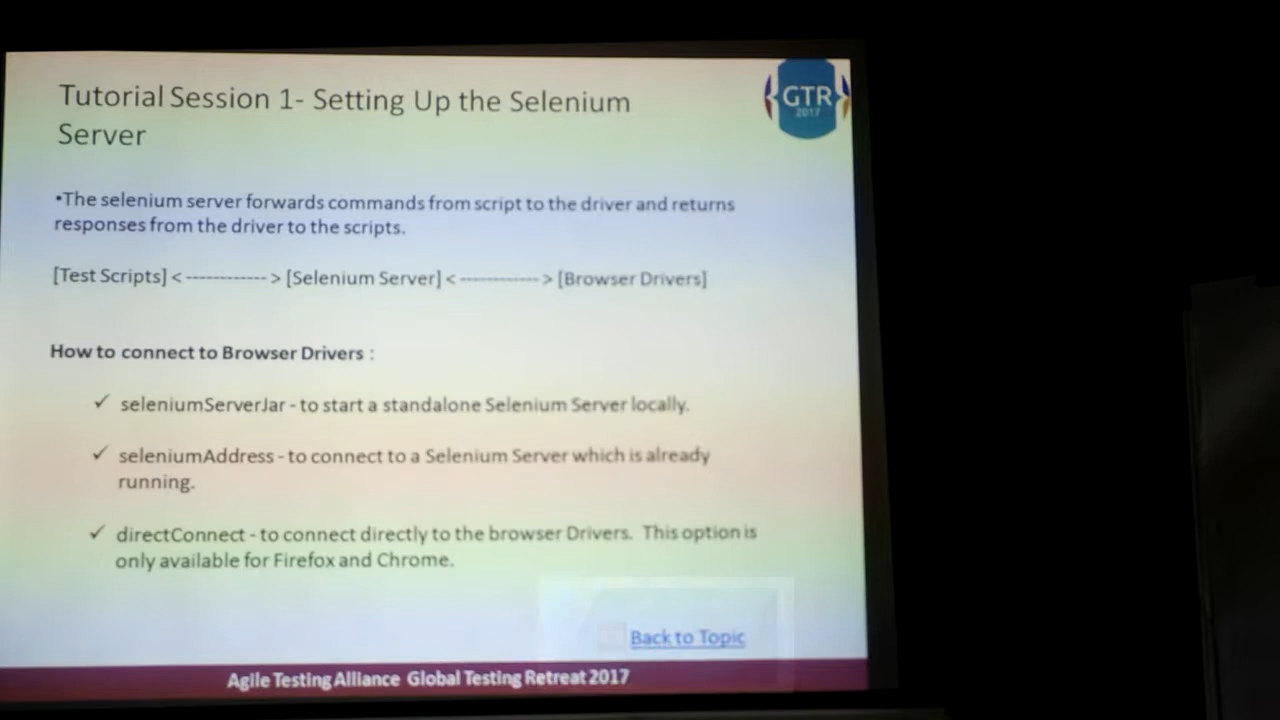 Tutorial Session 1- Setting Up the Selenium
Server
{GTR}
2017
•The selenium server forwards commands from script to the driver and returns
responses from the driver to the scripts.
[Test Scripts] < ------------ > [Selenium Server] < ------------ > [Browser Drivers]
How to connect to Browser Drivers :
✓ seleniumServerJar - to start a standalone Selenium Server locally.
✓ seleniumAddress - to connect to a Selenium Server which is already
running.
✓ directConnect - to connect directly to the browser Drivers. This option is
only available for Firefox and Chrome.
Back to Topic
Agile Testing Alliance Global Testing Retreat 2017